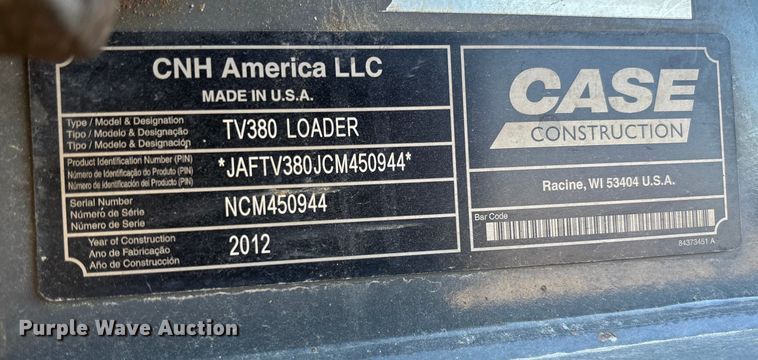 CNH America LLC
MADE IN U.S.A.
Type / Model & Designation
Tipo / Modelo & Designação
Tipo / Modelo & Designación
TV380 LOADER
Product Identification Number (PIN)
Número de Identificação do Produto (PIN)
Número de Identificación del Producto (PIN)
*JAFTV380JCM450944*
Serial Number
Número de Série
Número de Serie
NCM450944
Year of Construction
Ano de Fabricação
Año de Construcción
2012
CASE
CONSTRUCTION
Racine, WI 53404 U.S.A.
Bar Code
84373451 A
Purple Wave Auction